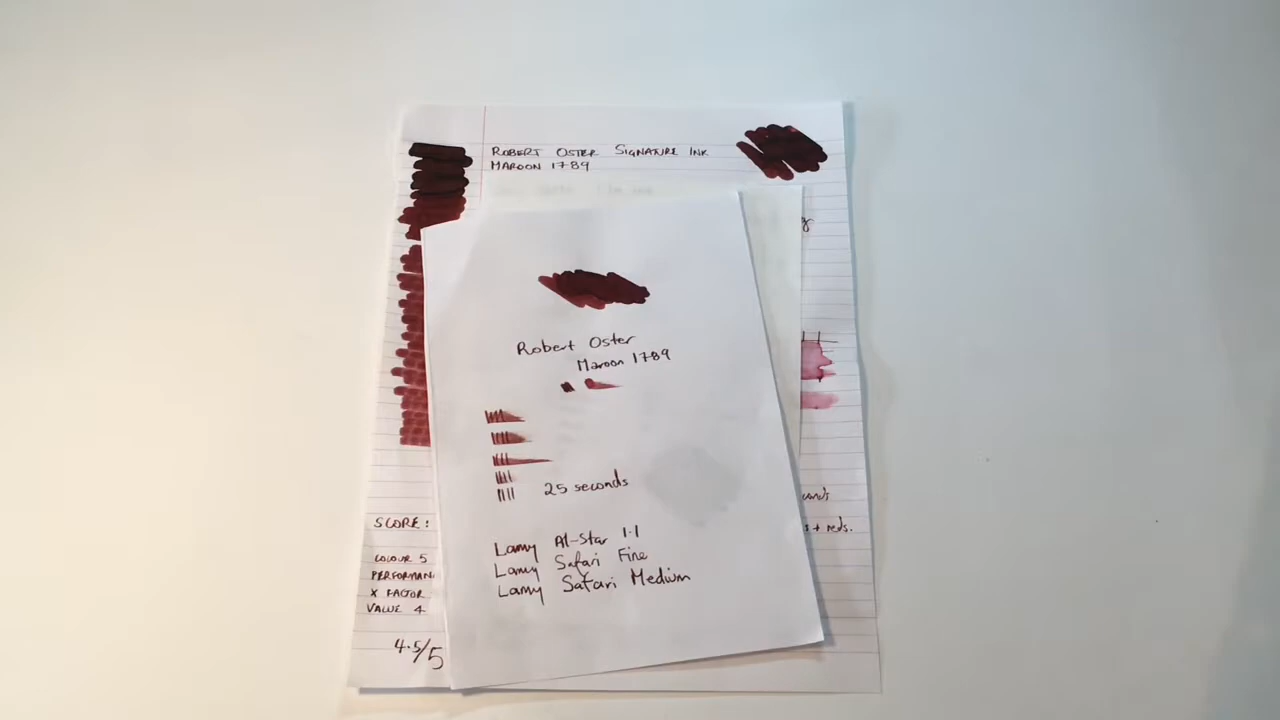 ROBERT OSTER SIGNATURE INK
MAROON 1789
Robert Oster
Maroon 1789
25 seconds
Lamy Al-Star 1.1
Lamy Safari Fine
Lamy Safari Medium
+ reds.
SCORE:
COLOUR 5
X FACTOR
VALUE 4
4.5/5